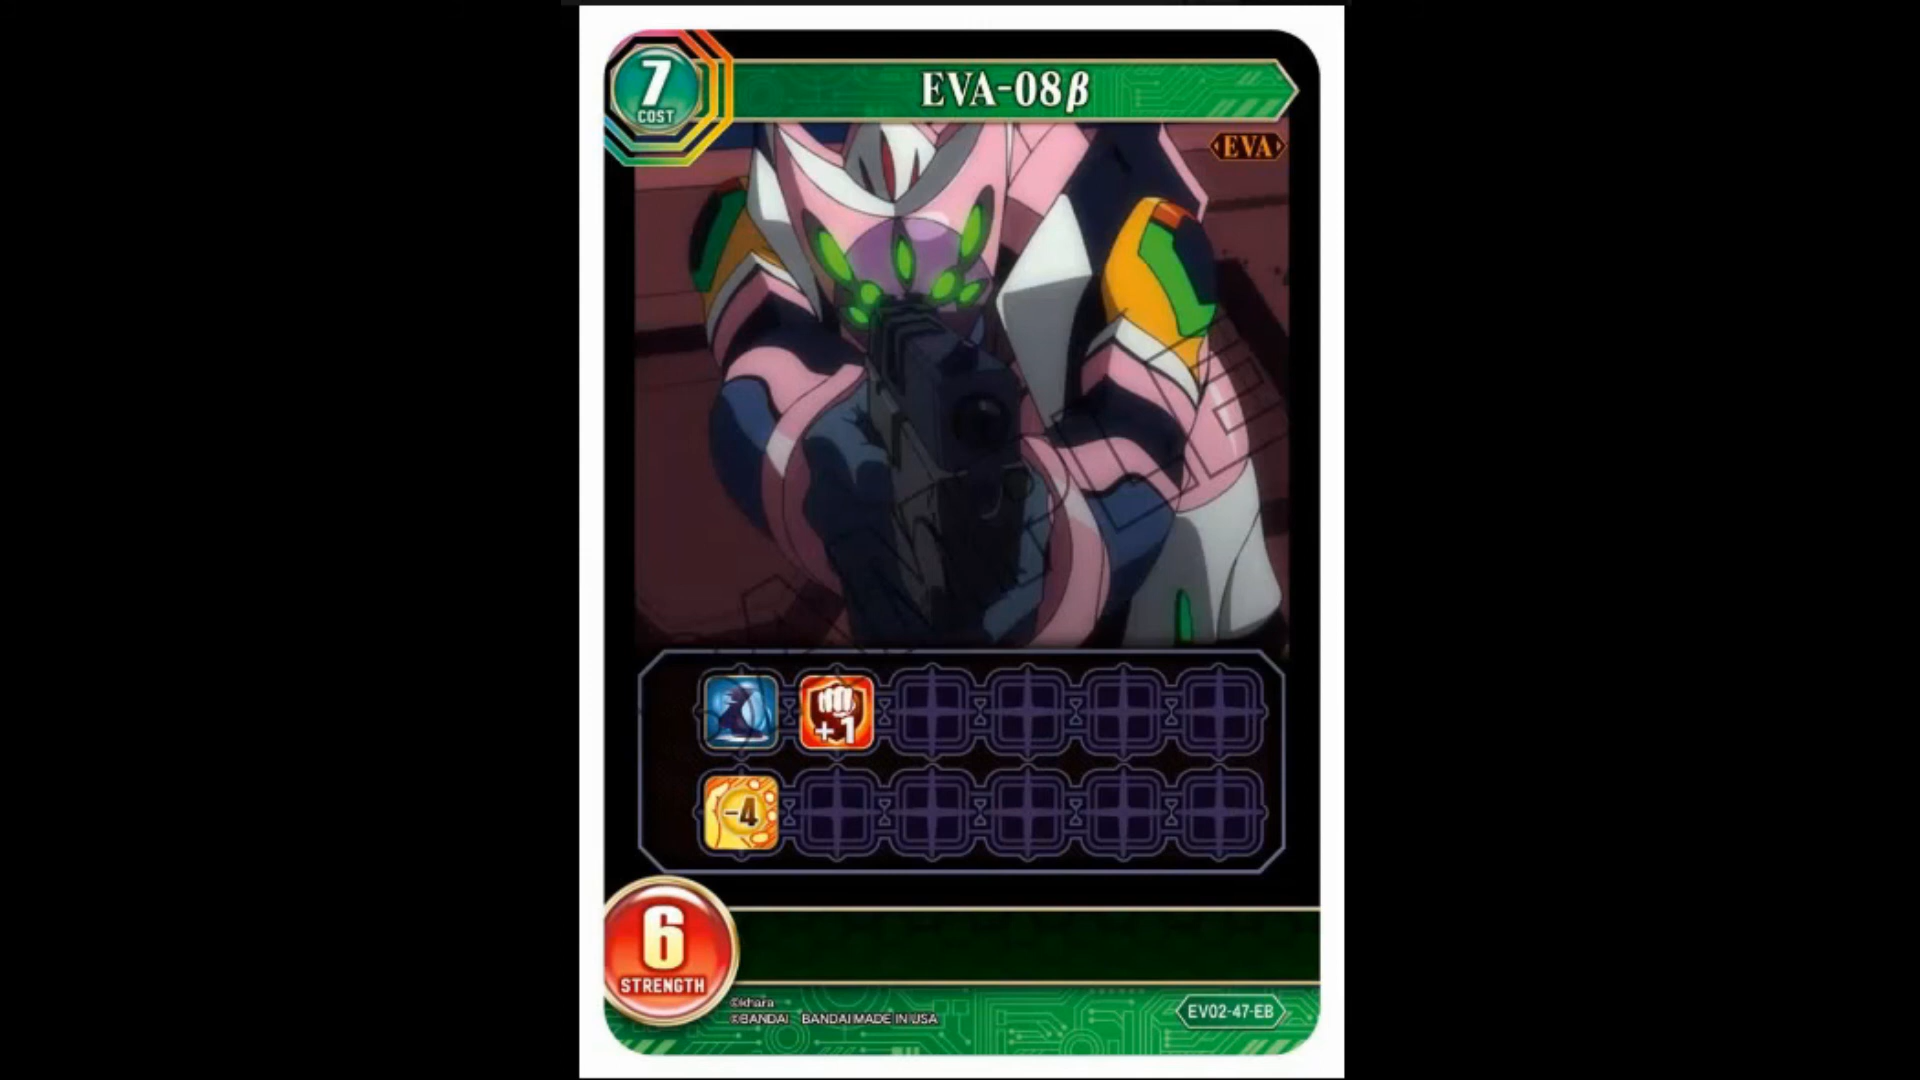 7
COST
EVA-08β
EVA
+1
-4
6
STRENGTH
©khara
©BANDAI BANDAI MADE IN USA
EV02-47-EB